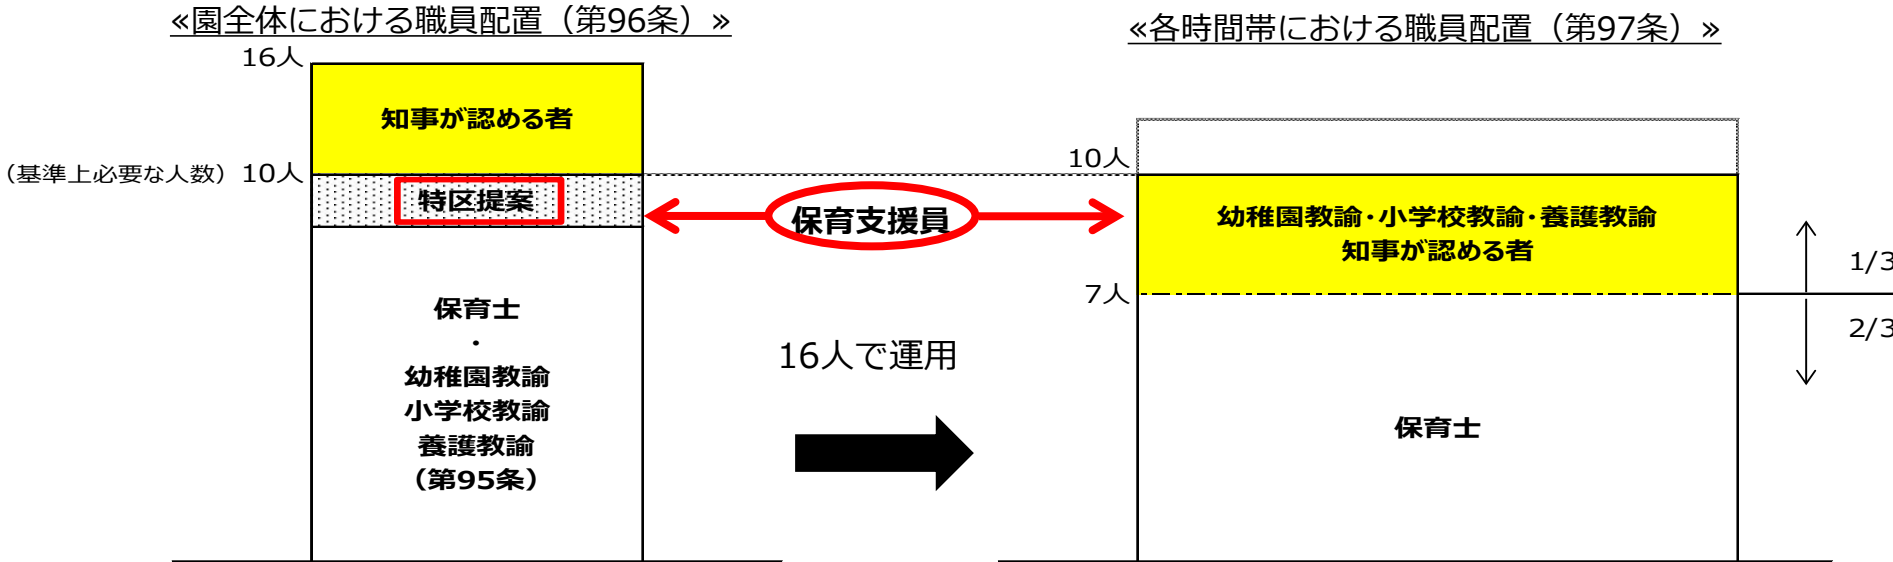 «園全体における職員配置（第96条）»
16人
知事が認める者
（基準上必要な人数）10人
特区提案
保育士
・
幼稚園教諭
小学校教諭
養護教諭
（第95条）
保育支援員
16人で運用
«各時間帯における職員配置（第97条）»
10人
幼稚園教諭・小学校教諭・養護教諭
知事が認める者
7人
保育士
1/3
2/3